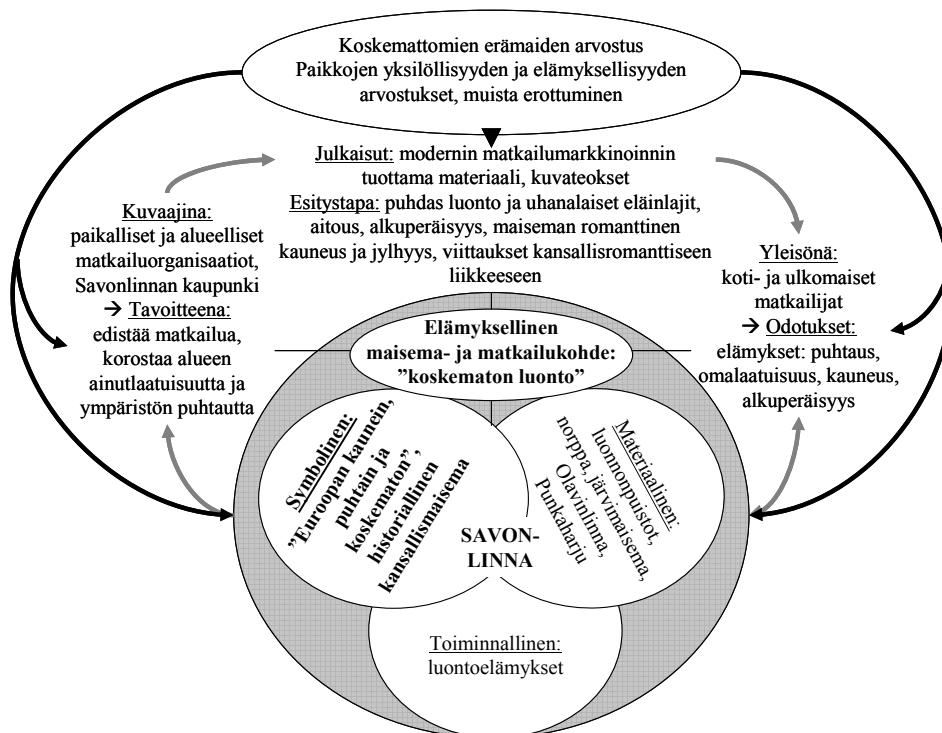 Koskemattomien erämaiden arvostus
Paikkojen yksilöllisyyden ja elämyksellisyyden
arvostukset, muista erottuminen
Julkaisut: modernin matkailumarkkinoinnin
tuottama materiaali, kuvateokset
Esitystapa: puhdas luonto ja uhanalaiset eläinlajit,
aitous, alkuperäisyys, maiseman romanttinen
kauneus ja jylhyys, viittaukset kansallisromanttiseen
liikkeeseen
Kuvaajina:
paikalliset ja alueelliset
matkailuorganisaatiot,
Savonlinnan kaupunki
→ Tavoitteena:
edistää matkailua,
korostaa alueen
ainutlaatuisuutta ja
ympäristön puhtautta
Yleisönä:
koti- ja ulkomaiset
matkailijat
→ Odotukset:
elämykset: puhtaus,
omalaatuisuus, kauneus,
alkuperäisyys
Elämyksellinen
maisema- ja matkailukohde:
”koskematon luonto”
Symbolinen:
”Euroopan kaunein,
puhtain ja
koskematon”,
historiallinen
kansallismaisema
Materiaalinen:
luonnonpuistot,
norppa, järvimaisema,
Olavinlinna,
Punkaharju
SAVON-
LINNA
Toiminnallinen:
luontoelämykset